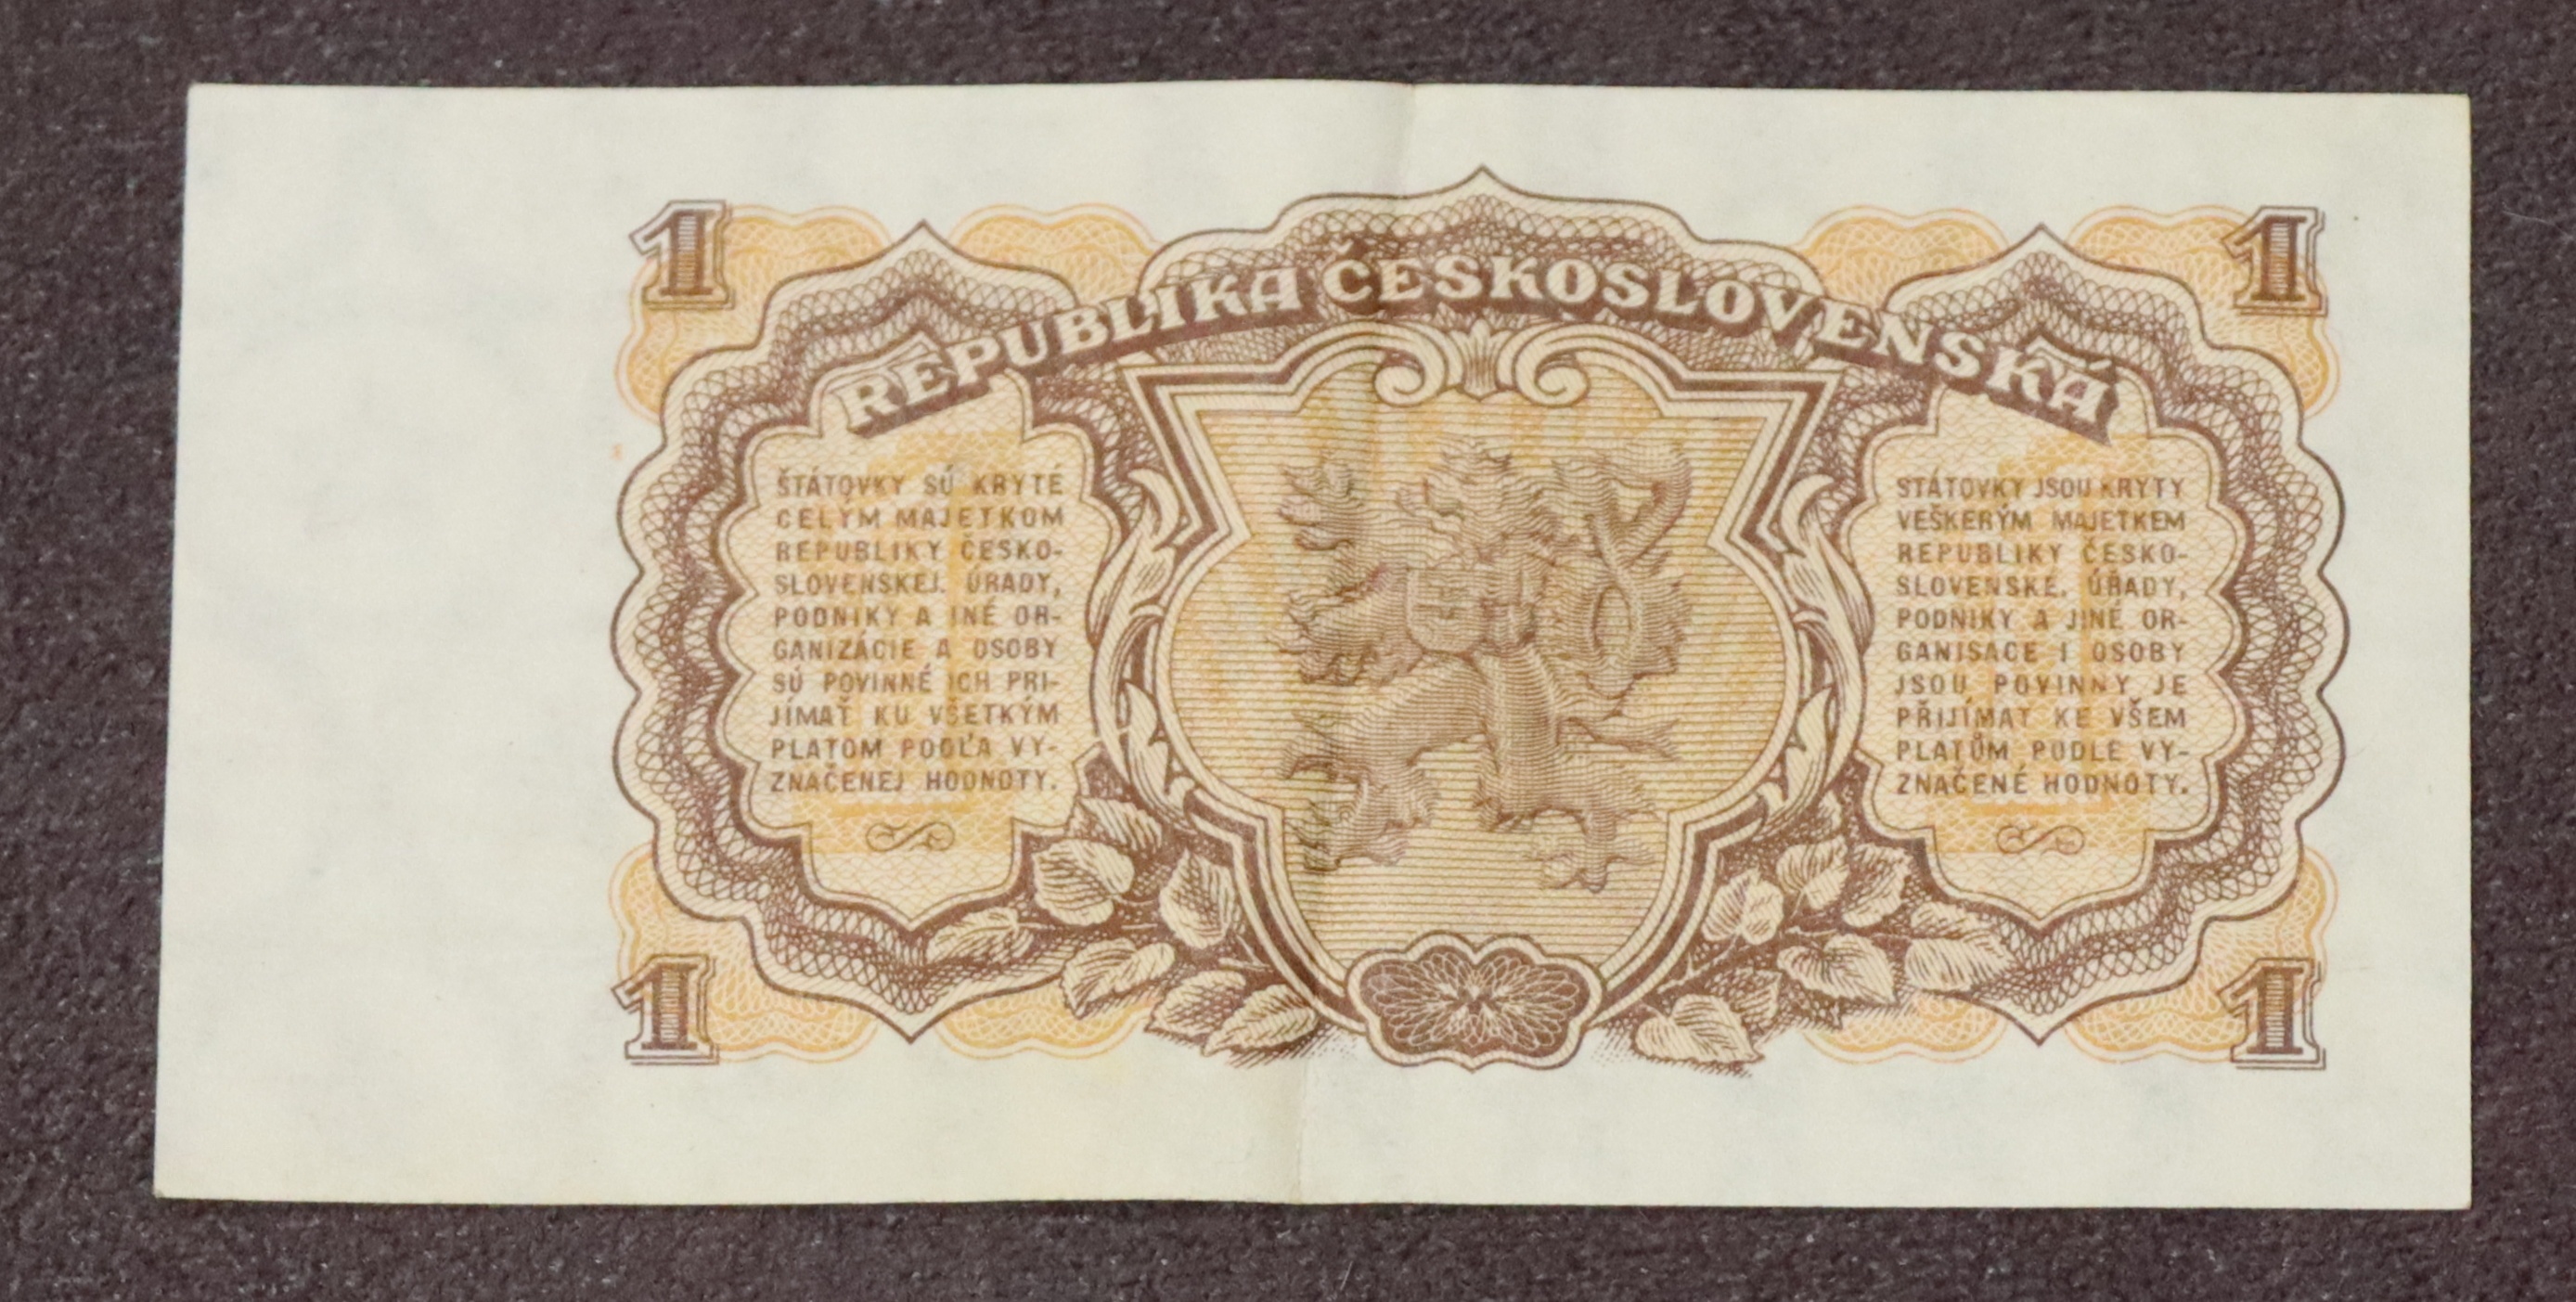 1
1
REPUBLIKA ČESKOSLOVENSKÁ
ŠTÁTOVKY SÚ KRYTÉ
CELÝM MAJETKOM
REPUBLIKY ČESKO-
SLOVENSKEJ. ÚRADY,
PODNIKY A INÉ OR-
GANIZÁCIE A OSOBY
SÚ POVINNÉ ICH PRI-
JÍMAŤ KU VŠETKÝM
PLATOM PODĽA VY-
ZNAČENEJ HODNOTY.
STÁTOVKY JSOU KRYTY
VEŠKERÝM MAJETKEM
REPUBLIKY ČESKO-
SLOVENSKÉ. ÚŘADY,
PODNIKY A JINÉ OR-
GANISACE I OSOBY
JSOU POVINNY JE
PŘIJÍMAT KE VŠEM
PLATŮM PODLE VY-
ZNAČENÉ HODNOTY.
1
1